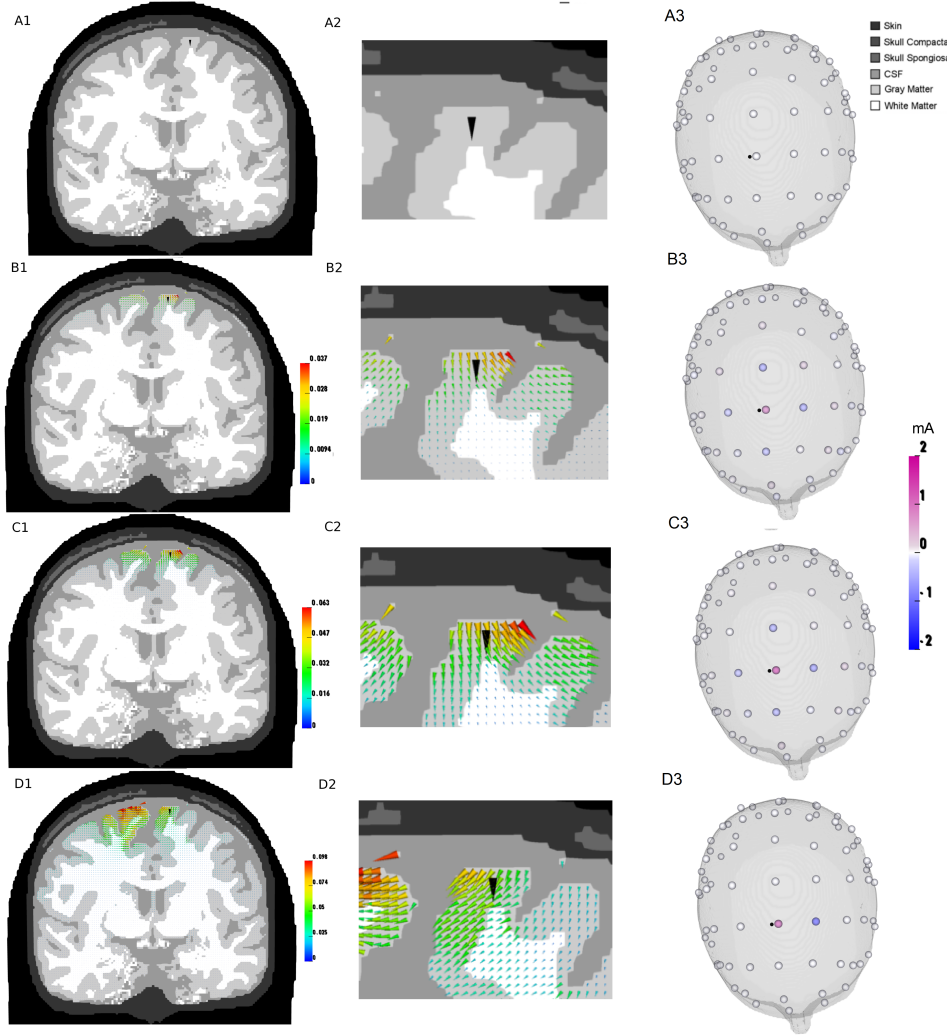 A1
A2
A3
Skin
Skull Compacta
Skull Spongiosa
CSF
Gray Matter
White Matter
B1
B2
B3
0.037
0.028
0.019
0.0094
0
mA
2
1
0
-1
-2
C1
C2
C3
0.063
0.047
0.032
0.016
0
D1
D2
D3
0.098
0.074
0.05
0.025
0